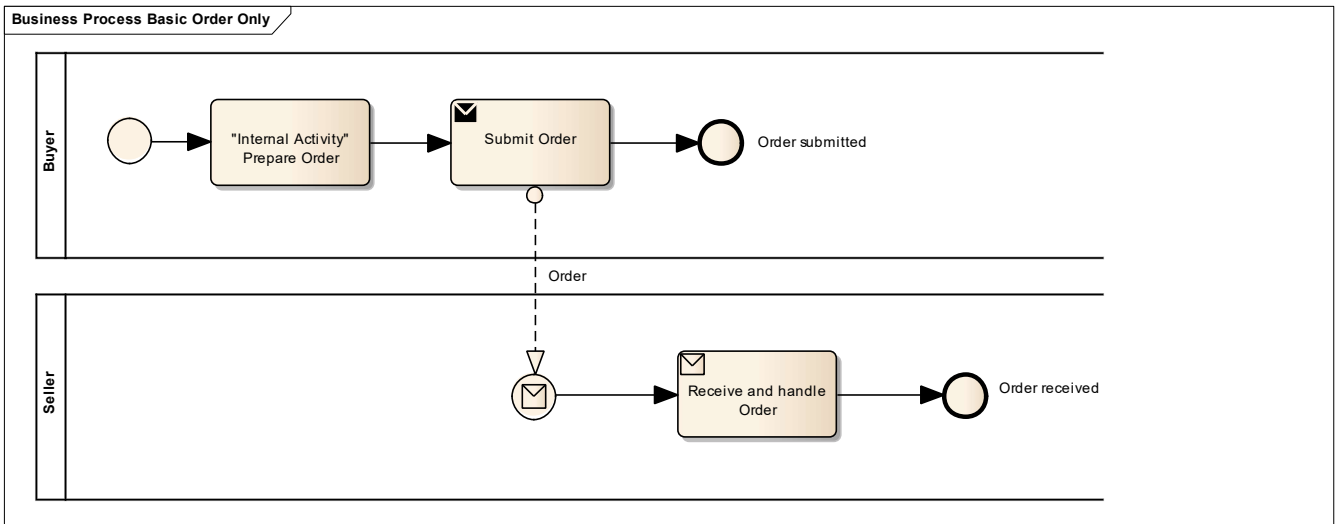 Business Process Basic Order Only
Buyer
"Internal Activity"
Prepare Order
Submit Order
Order submitted
Order
Seller
Receive and handle
Order
Order received